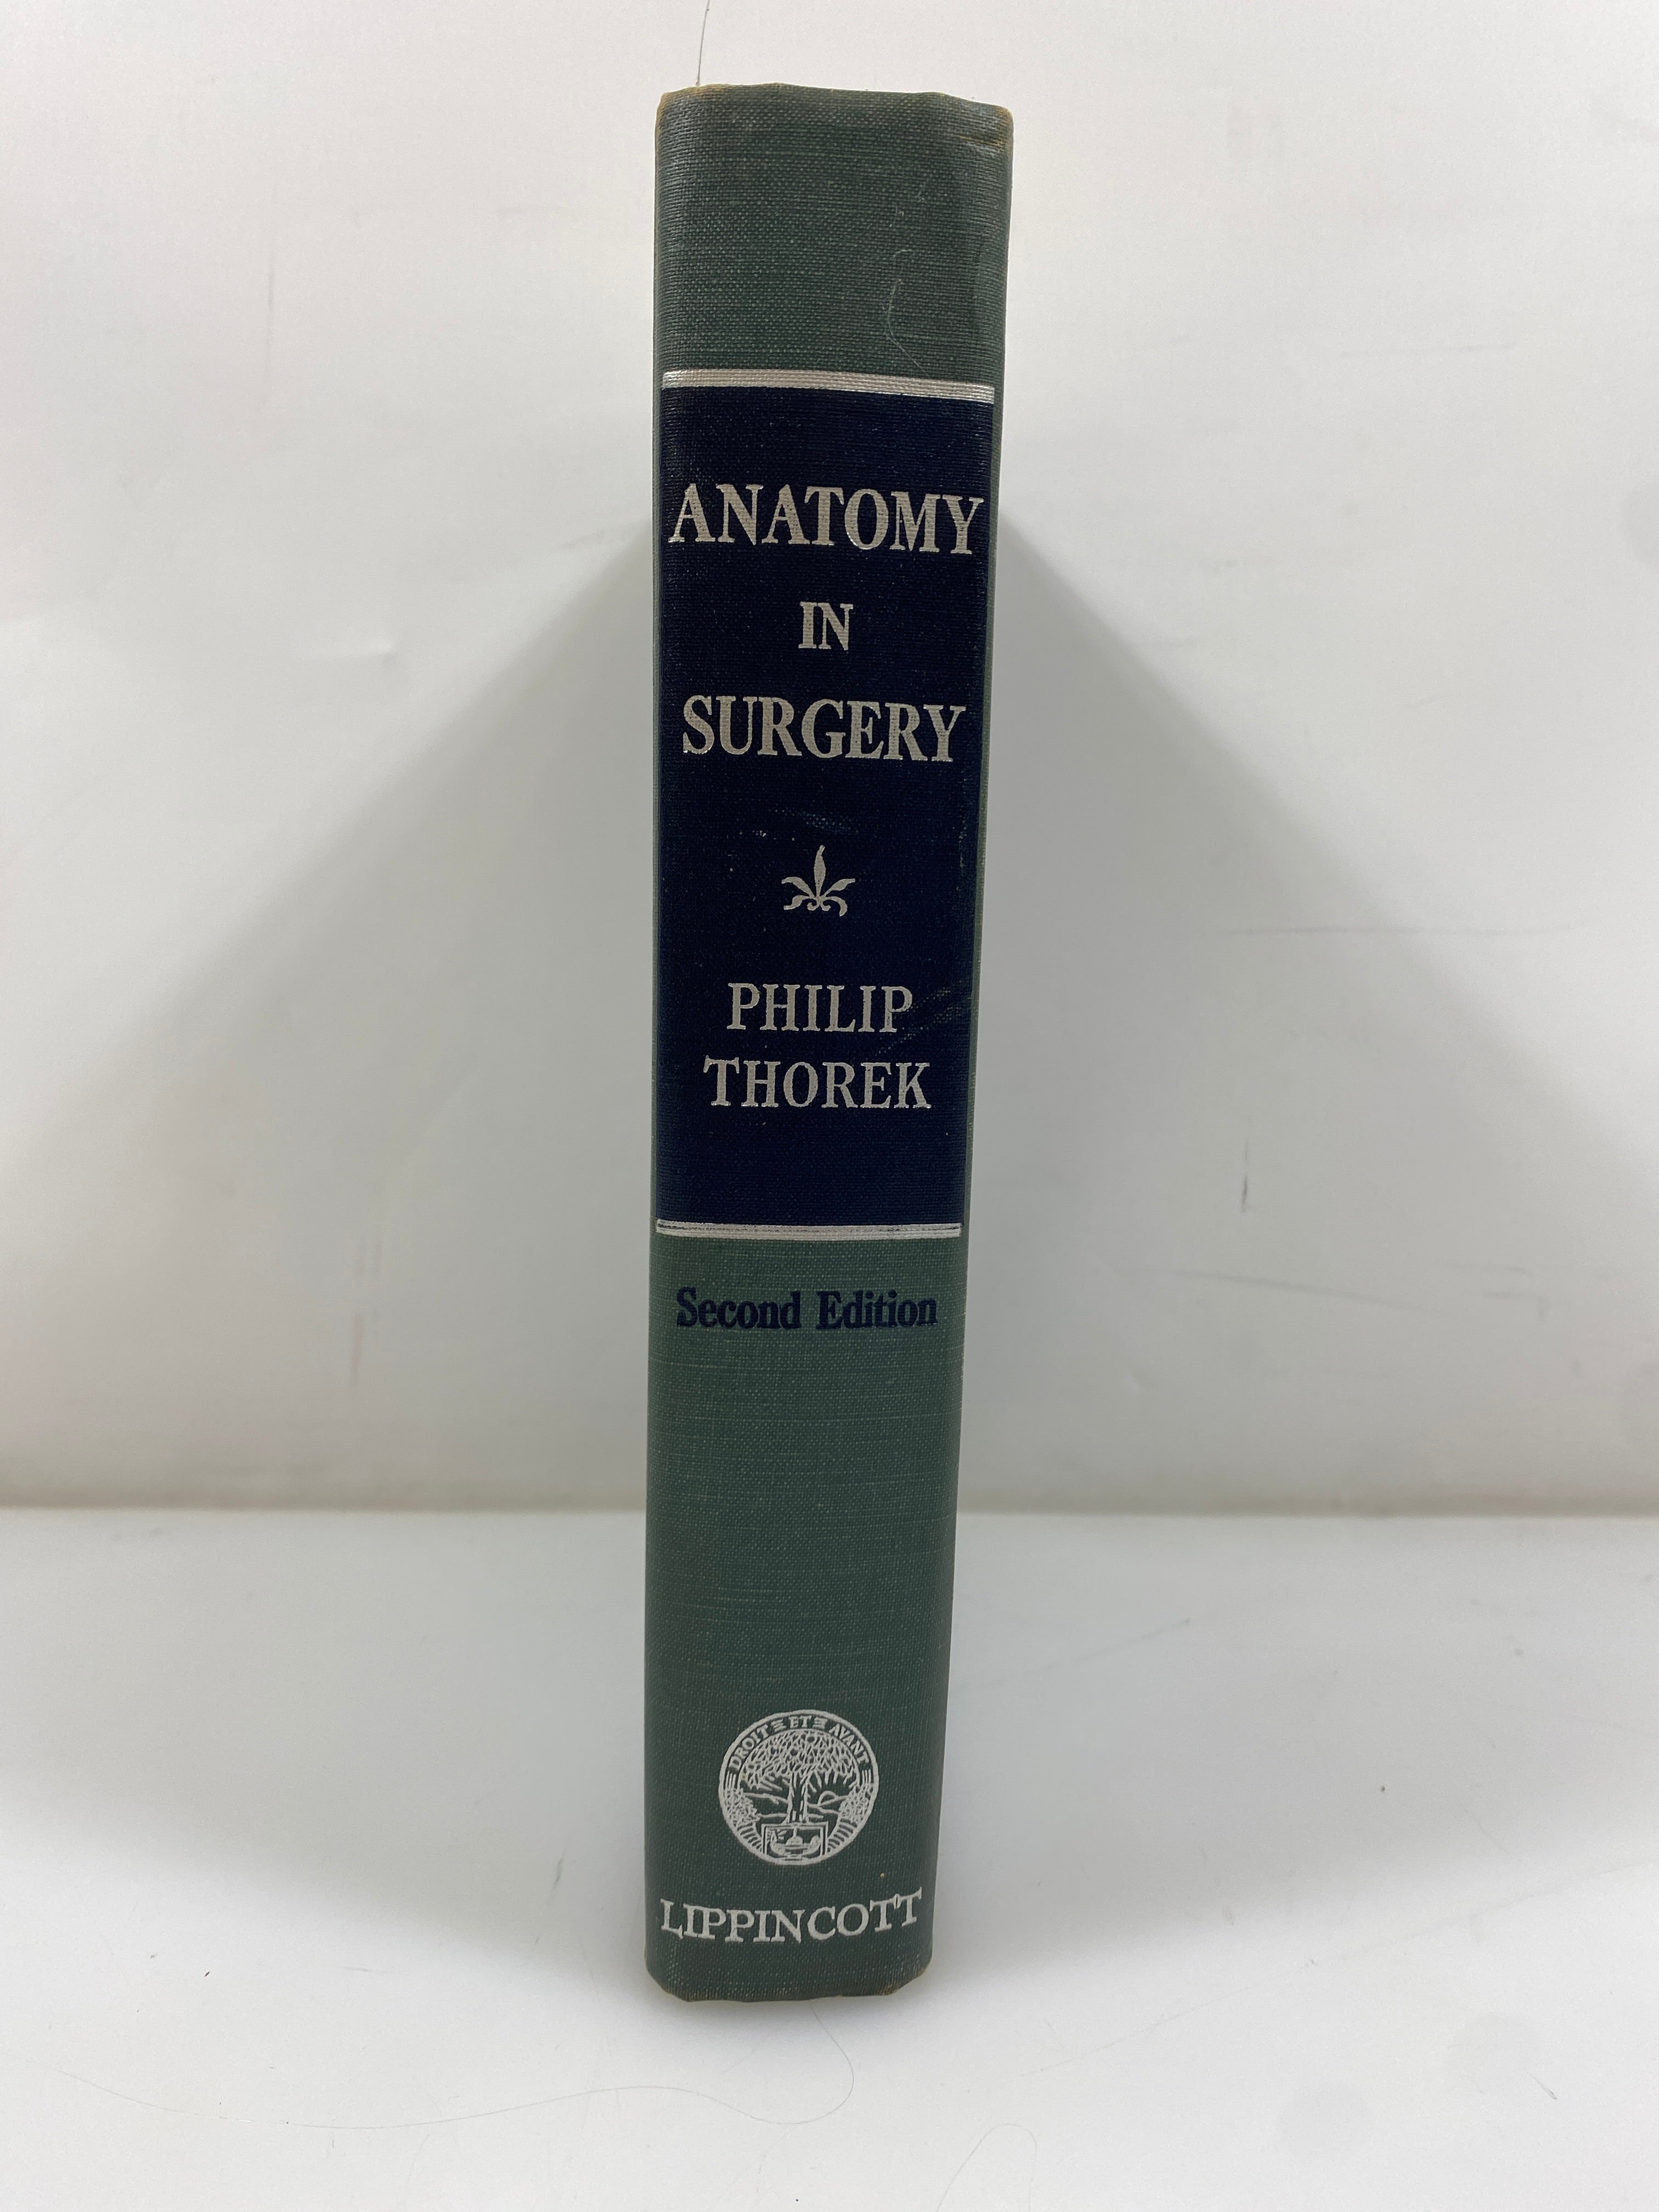 ANATOMY
IN
SURGERY
PHILIP
THOREK
Second Edition
DROIT ET AVANT
LIPPINCOTT